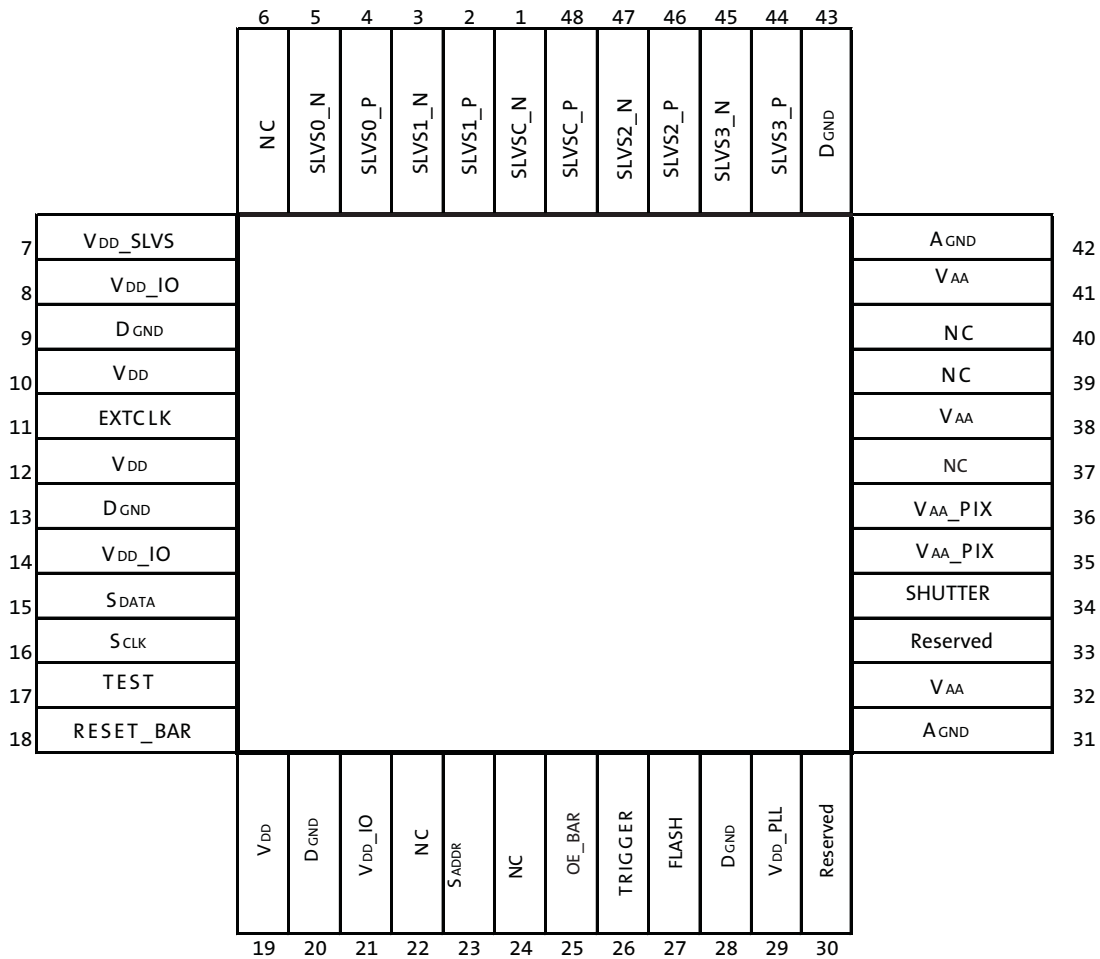 6 5 4 3 2 1 48 47 46 45 44 43
NC
SLVS0_N
SLVS0_P
SLVS1_N
SLVS1_P
SLVSC_N
SLVSC_P
SLVS2_N
SLVS2_P
SLVS3_N
SLVS3_P
DGND
7 VDD_SLVS
8 VDD_IO
9 DGND
10 VDD
11 EXTCLK
12 VDD
13 DGND
14 VDD_IO
15 SDATA
16 SCLK
17 TEST
18 RESET_BAR
AGND 42
VAA 41
NC 40
NC 39
VAA 38
NC 37
VAA_PIX 36
VAA_PIX 35
SHUTTER 34
Reserved 33
VAA 32
AGND 31
VDD
DGND
VDD_IO
NC
SADDR
NC
OE_BAR
TRIGGER
FLASH
DGND
VDD_PLL
Reserved
19 20 21 22 23 24 25 26 27 28 29 30